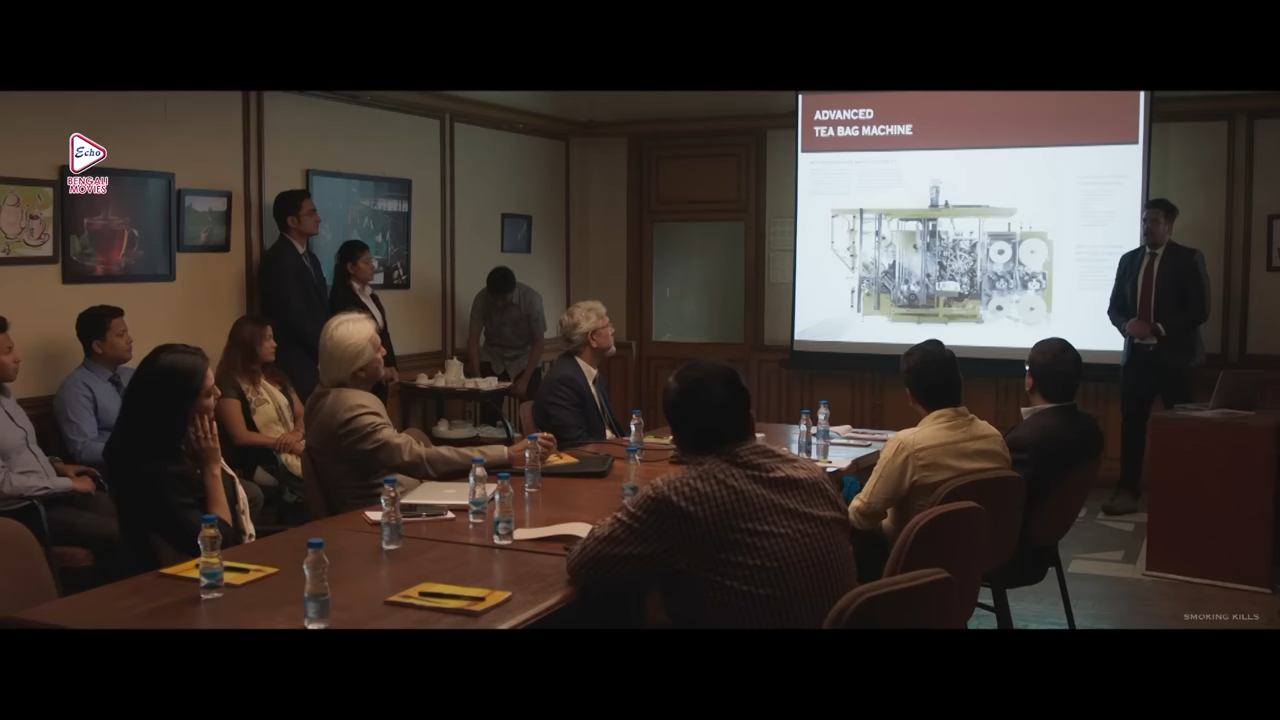 Echo
BENGALI
MOVIES
ADVANCED
TEA BAG MACHINE
SMOKING KILLS